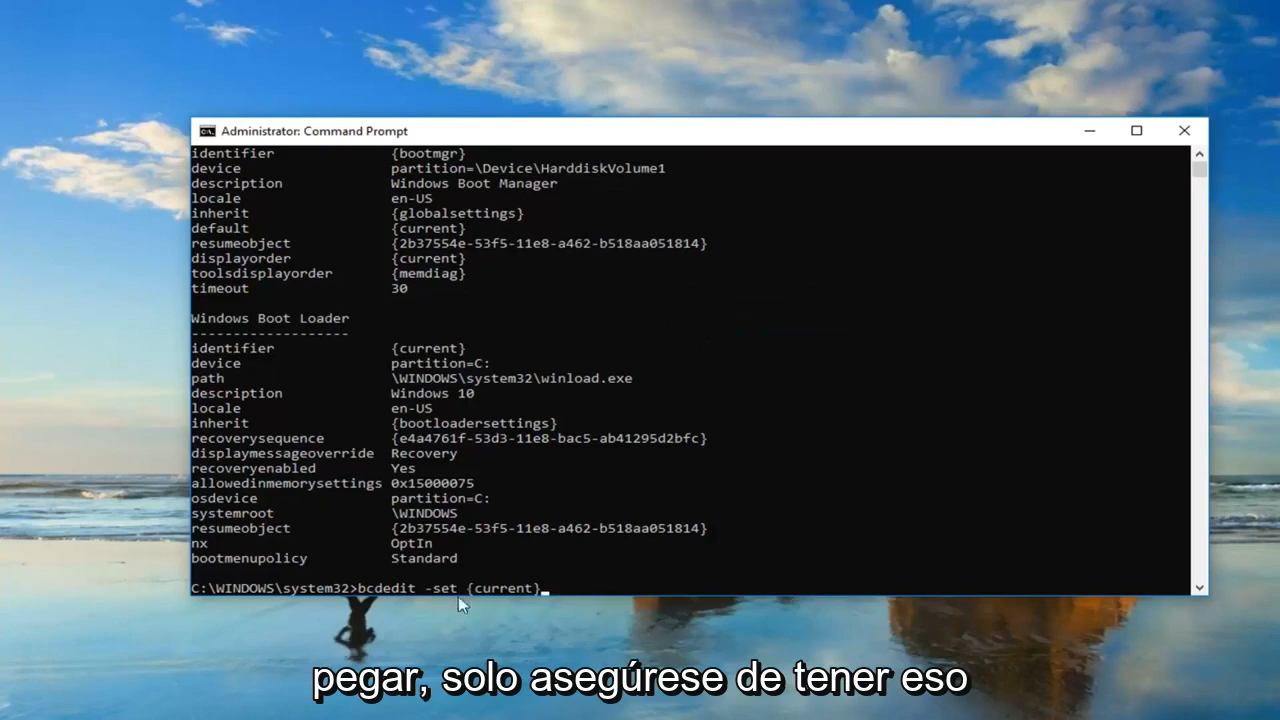 Administrator: Command Prompt
identifier {bootmgr}
device partition=\Device\HarddiskVolume1
description Windows Boot Manager
locale en-US
inherit {globalsettings}
default {current}
resumeobject {2b37554e-53f5-11e8-a462-b518aa051814}
displayorder {current}
toolsdisplayorder {memdiag}
timeout 30
Windows Boot Loader
-------------------
identifier {current}
device partition=C:
path \WINDOWS\system32\winload.exe
description Windows 10
locale en-US
inherit {bootloadersettings}
recoverysequence {e4a4761f-53d3-11e8-bac5-ab41295d2bfc}
displaymessageoverride Recovery
recoveryenabled Yes
allowedinmemorysettings 0x15000075
osdevice partition=C:
systemroot \WINDOWS
resumeobject {2b37554e-53f5-11e8-a462-b518aa051814}
nx OptIn
bootmenupolicy Standard
C:\WINDOWS\system32>bcdedit -set {current}
pegar, solo asegúrese de tener eso